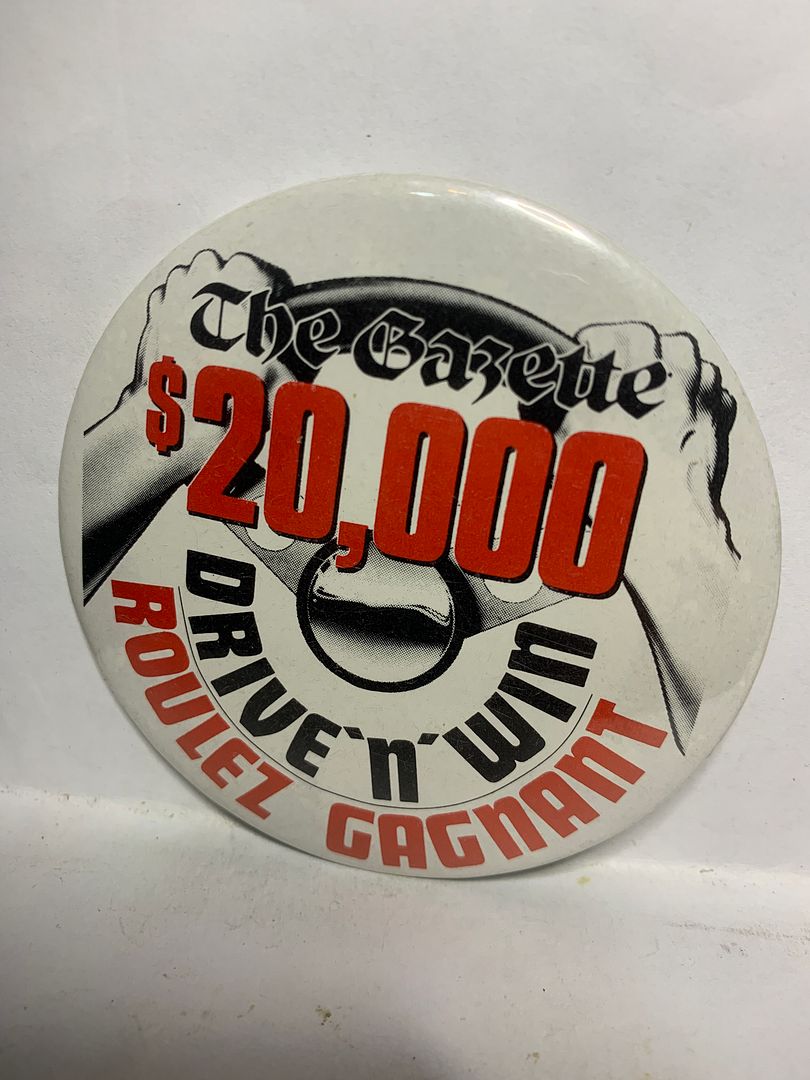 The Gazette
$20,000
DRIVE 'n' WIN
ROULEZ GAGNANT